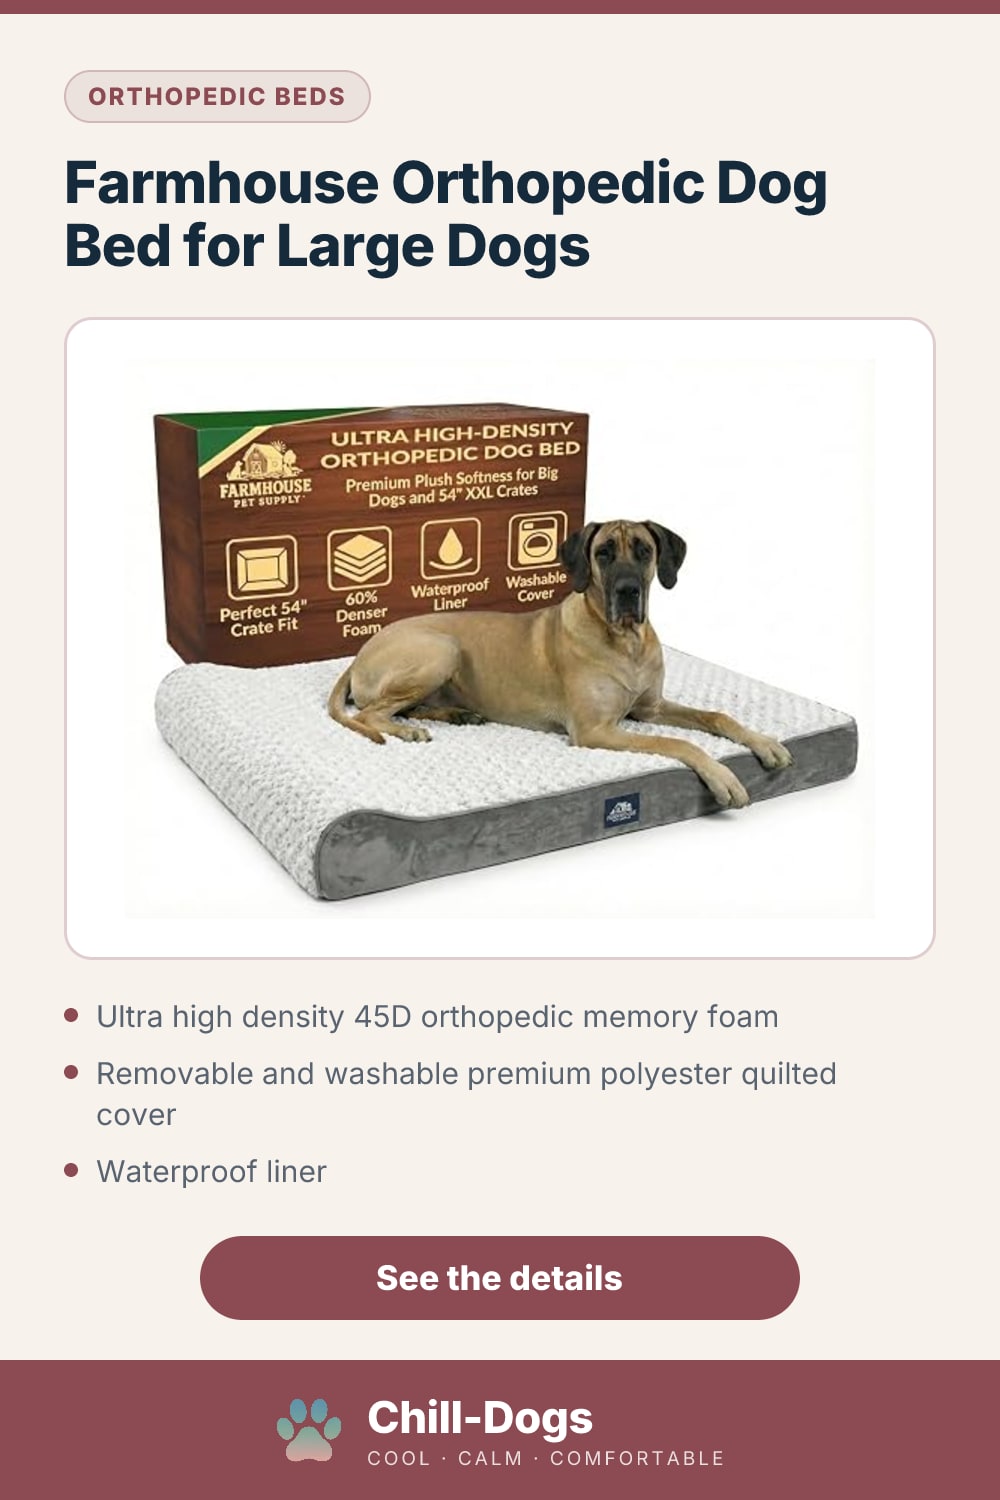 ORTHOPEDIC BEDS
Farmhouse Orthopedic Dog
Bed for Large Dogs
FARMHOUSE
PET SUPPLY
ULTRA HIGH-DENSITY
ORTHOPEDIC DOG BED
Premium Plush Softness for Big
Dogs and 54" XXL Crates
Perfect 54"
Crate Fit
60%
Denser
Foam
Waterproof
Liner
Washable
Cover
Ultra high density 45D orthopedic memory foam
Removable and washable premium polyester quilted
cover
Waterproof liner
See the details
Chill-Dogs
COOL · CALM · COMFORTABLE